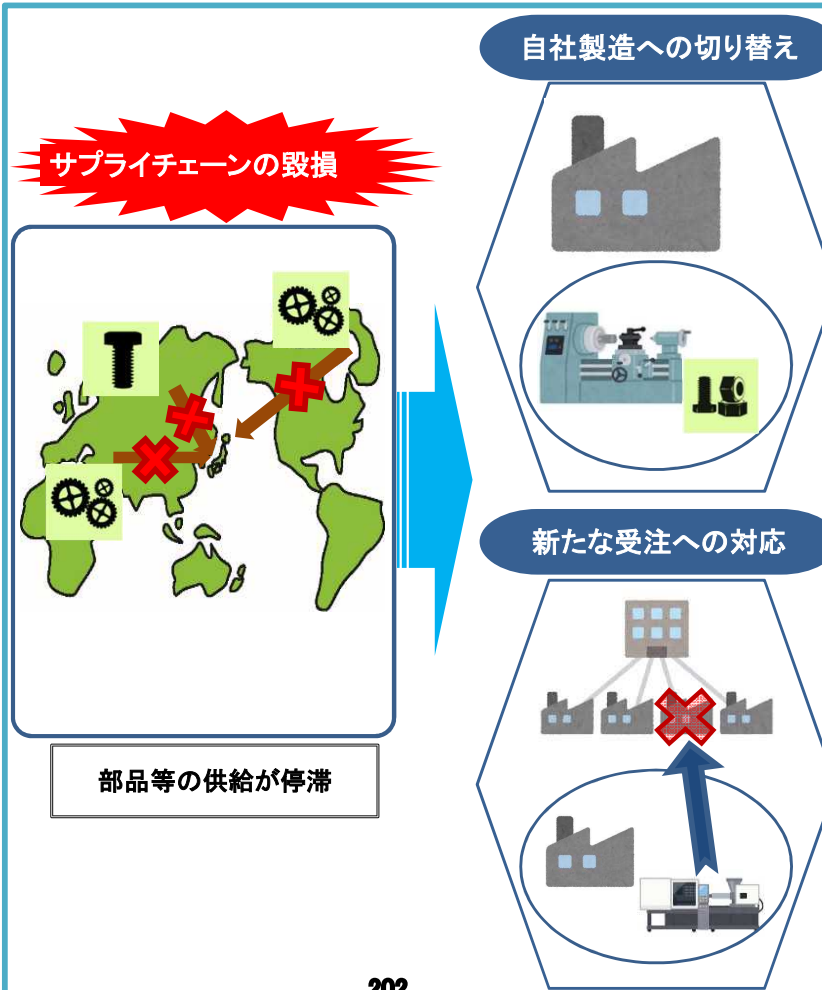 サプライチェーンの毀損
部品等の供給が停滞
自社製造への切り替え
新たな受注への対応
202